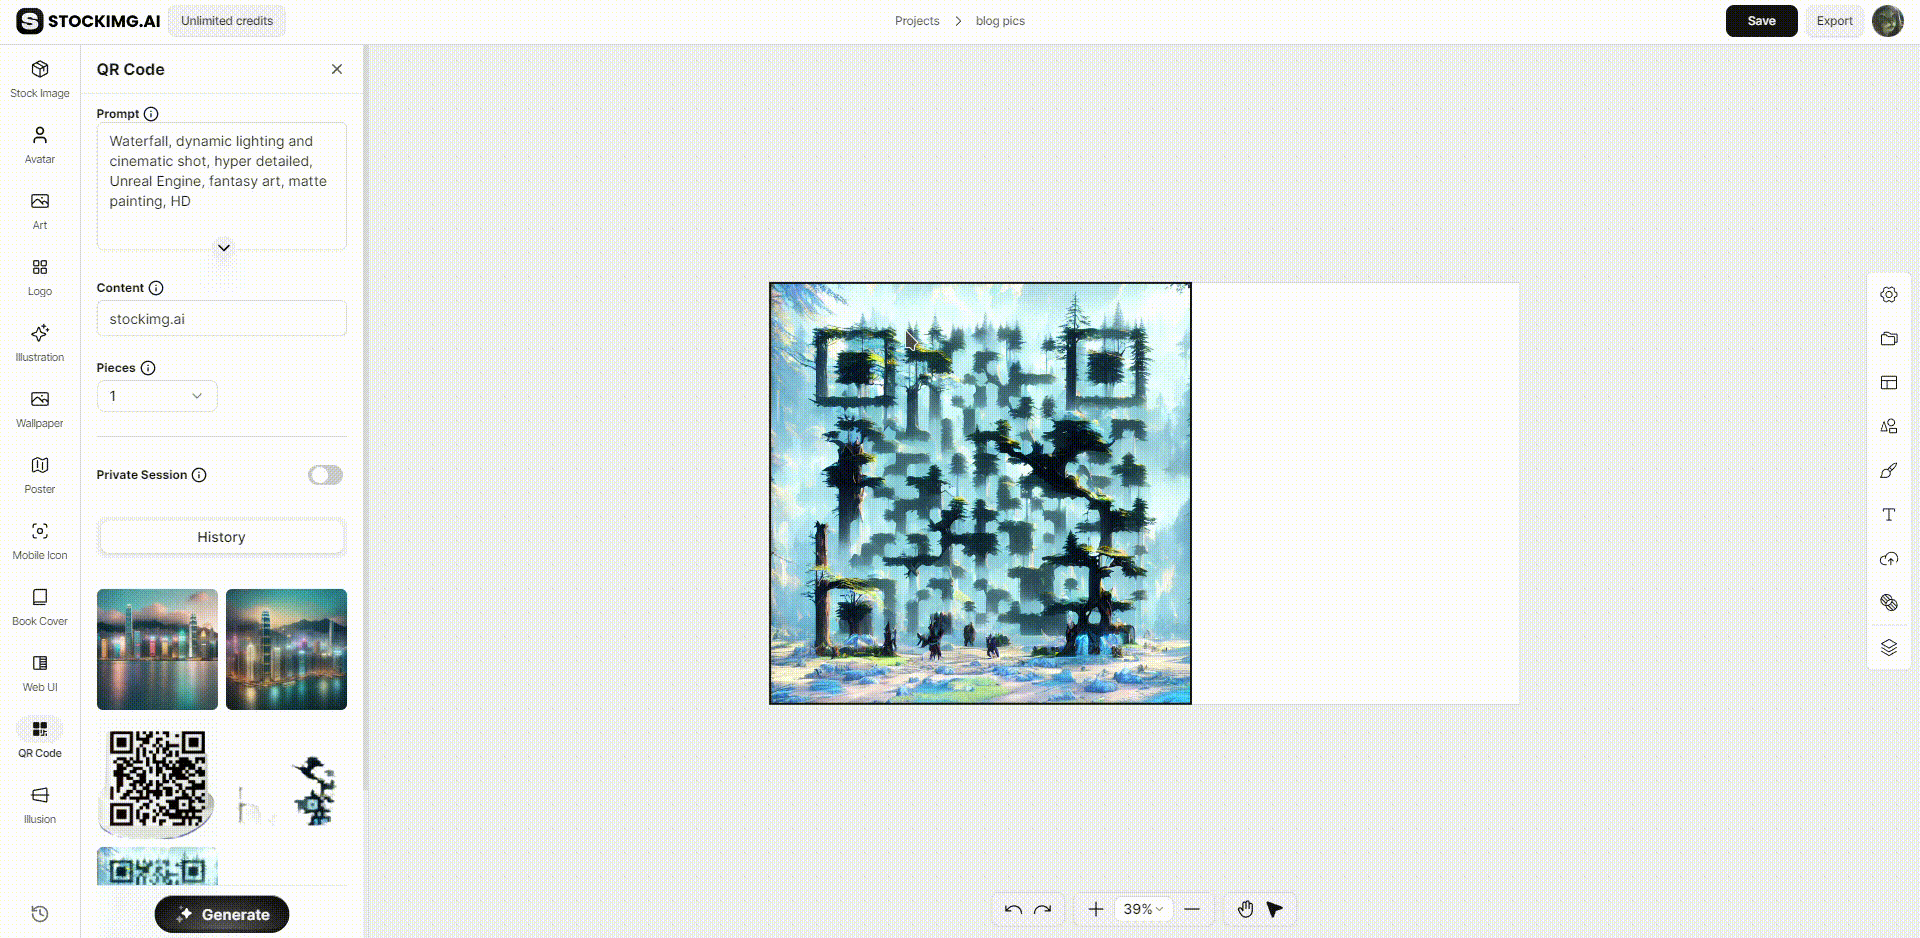 STOCKIMG.AI
Unlimited credits
Projects > blog pics
Save
Export
Stock Image
Avatar
Art
Logo
Illustration
Wallpaper
Poster
Mobile Icon
Book Cover
Web UI
QR Code
Illusion
QR Code
Prompt
Waterfall, dynamic lighting and
cinematic shot, hyper detailed,
Unreal Engine, fantasy art, matte
painting, HD
Content
stockimg.ai
Pieces
1
Private Session
History
Generate
39%